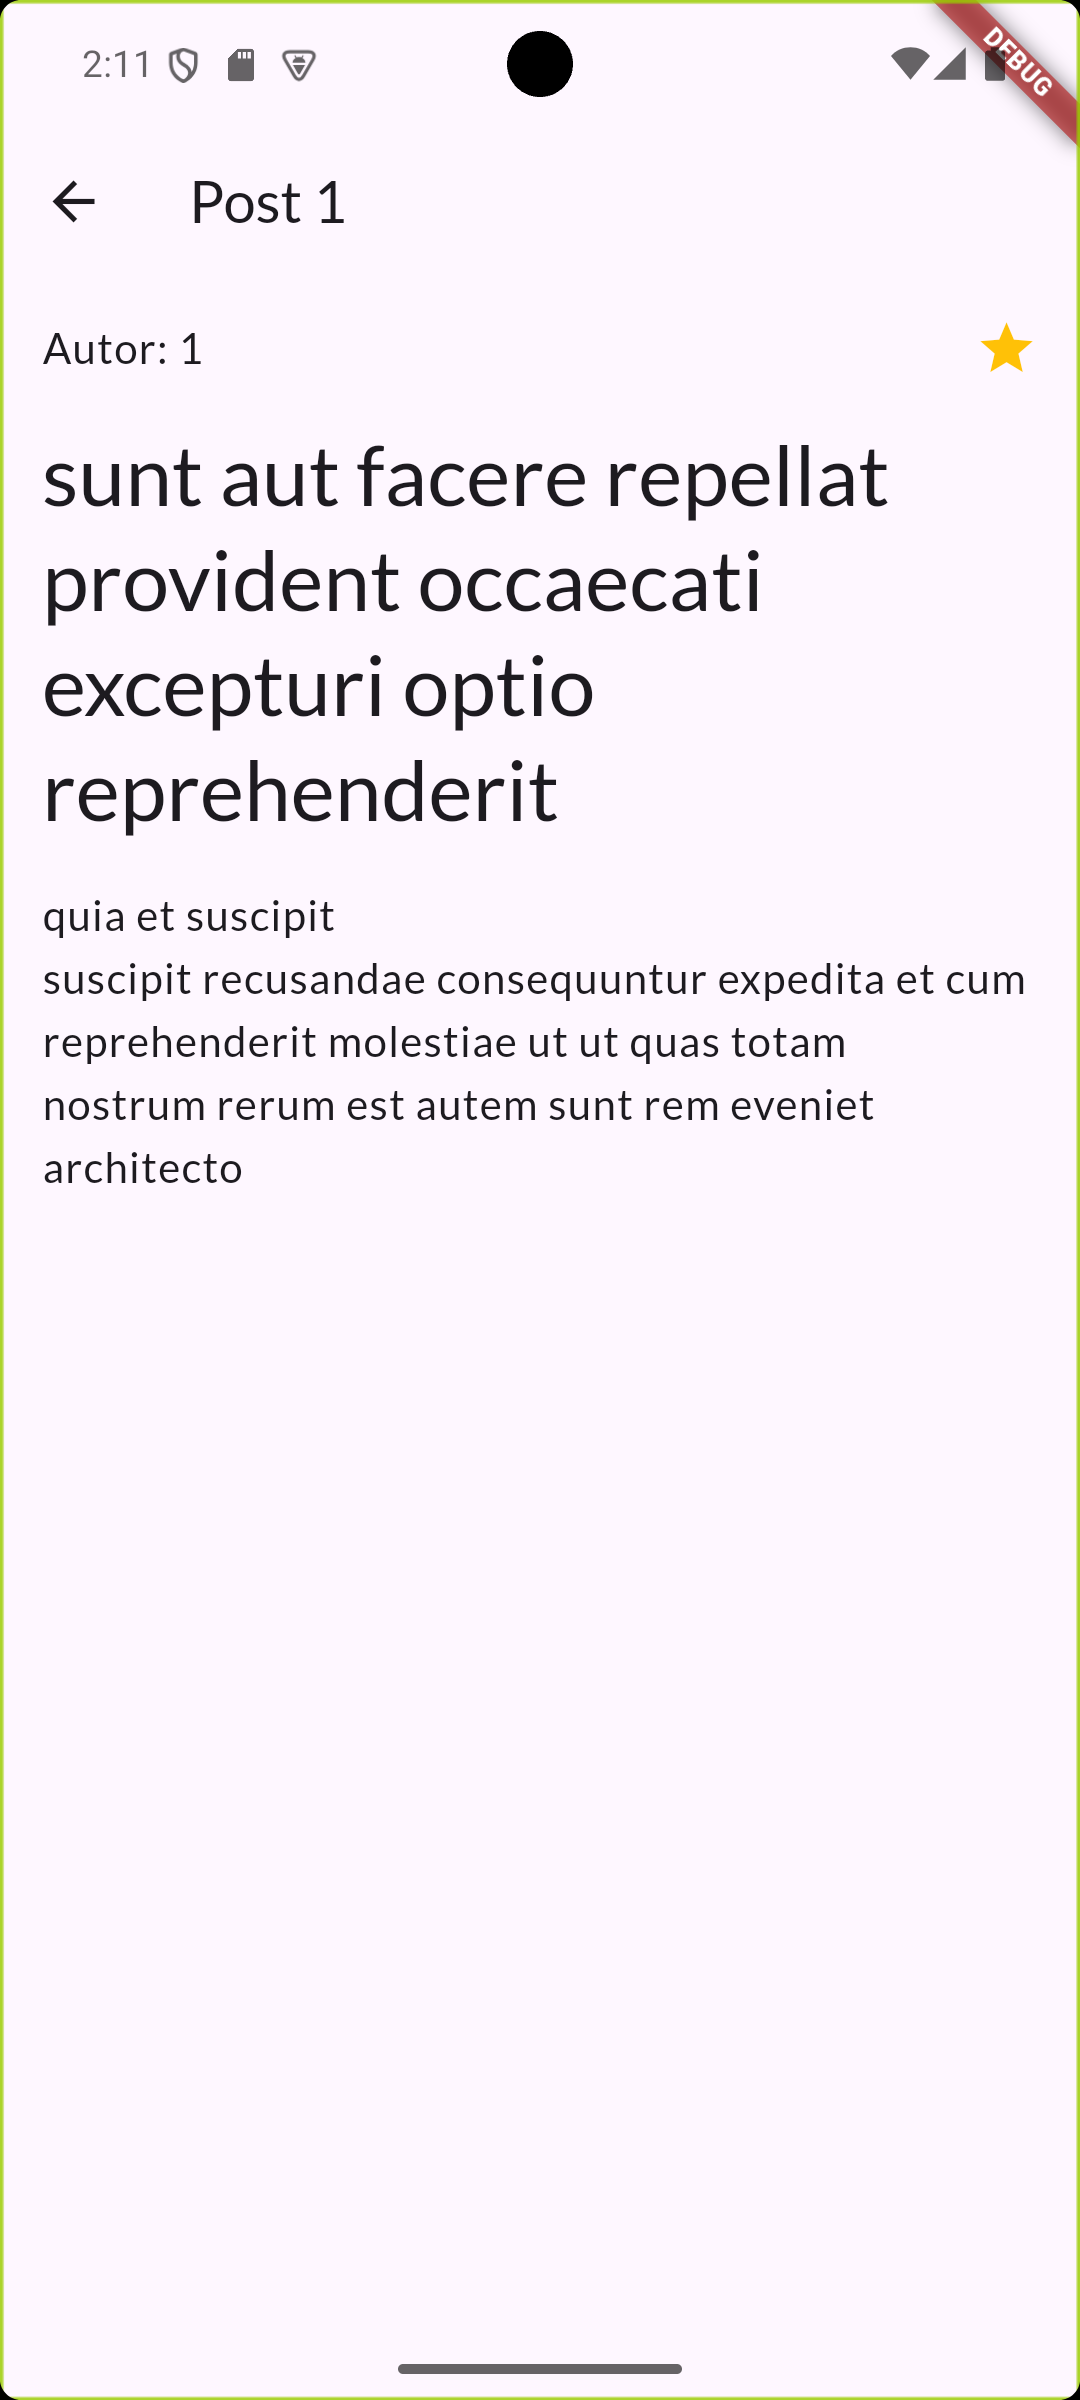 2:11
DEBUG
Post 1
Autor: 1
sunt aut facere repellat
provident occaecati
excepturi optio
reprehenderit
quia et suscipit
suscipit recusandae consequuntur expedita et cum
reprehenderit molestiae ut ut quas totam
nostrum rerum est autem sunt rem eveniet
architecto